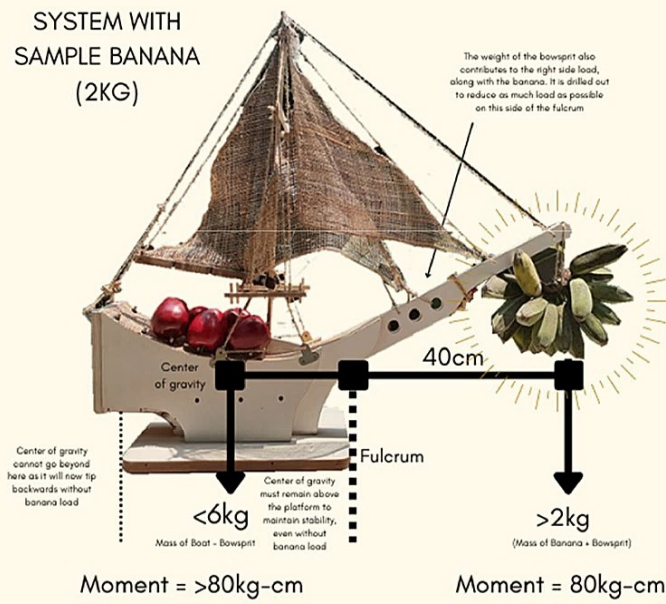 SYSTEM WITH
SAMPLE BANANA
(2KG)
The weight of the bowsprit also
contributes to the right side load,
along with the banana. It is drilled out
to reduce as much load as possible
on this side of the fulcrum
40cm
Center
of gravity
Fulcrum
Center of gravity
cannot go beyond
here as it will now tip
backwards without
banana load
Center of gravity
must remain above
the platform to
maintain stability,
even without
banana load
<6kg
Mass of Boat - Bowsprit
>2kg
(Mass of Banana + Bowsprit)
Moment = >80kg-cm
Moment = 80kg-cm